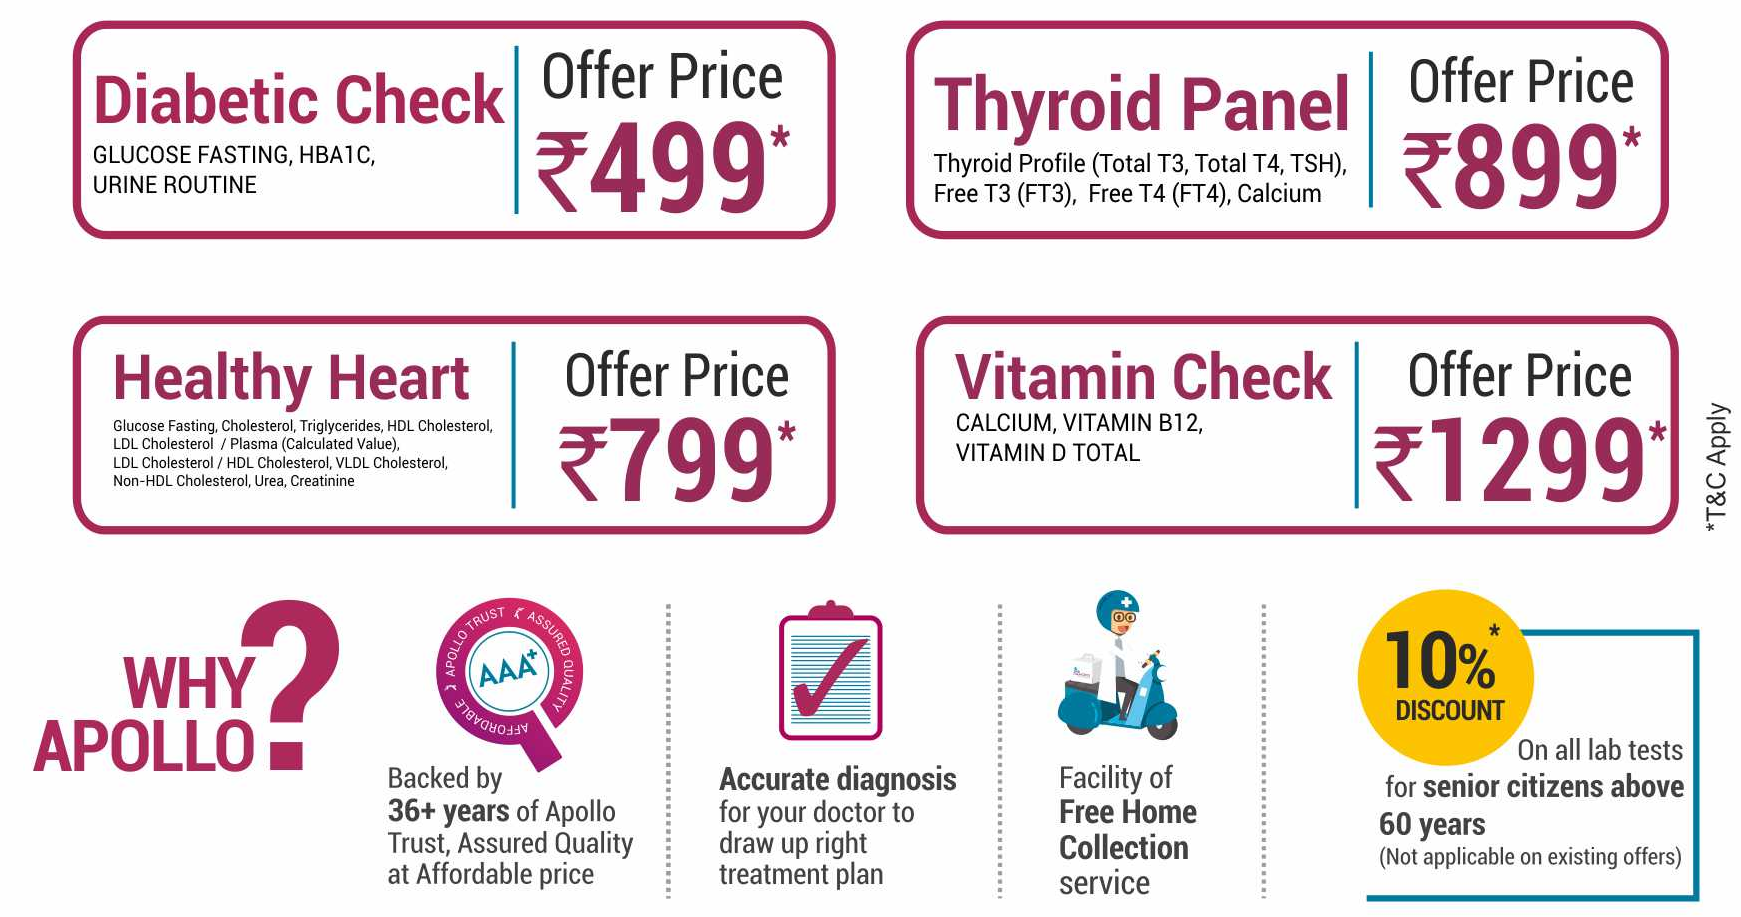 Diabetic Check
GLUCOSE FASTING, HBA1C,
URINE ROUTINE
Offer Price
₹499*
Thyroid Panel
Thyroid Profile (Total T3, Total T4, TSH),
Free T3 (FT3), Free T4 (FT4), Calcium
Offer Price
₹899*
Healthy Heart
Glucose Fasting, Cholesterol, Triglycerides, HDL Cholesterol,
LDL Cholesterol / Plasma (Calculated Value),
LDL Cholesterol / HDL Cholesterol, VLDL Cholesterol,
Non-HDL Cholesterol, Urea, Creatinine
Offer Price
₹799*
Vitamin Check
CALCIUM, VITAMIN B12,
VITAMIN D TOTAL
Offer Price
₹1299*
*T&C Apply
WHY
APOLLO?
APOLLO TRUST ASSURED QUALITY AFFORDABLE
AAA+
Backed by
36+ years of Apollo
Trust, Assured Quality
at Affordable price
Accurate diagnosis
for your doctor to
draw up right
treatment plan
Facility of
Free Home
Collection
service
10%*
DISCOUNT
On all lab tests
for senior citizens above
60 years
(Not applicable on existing offers)